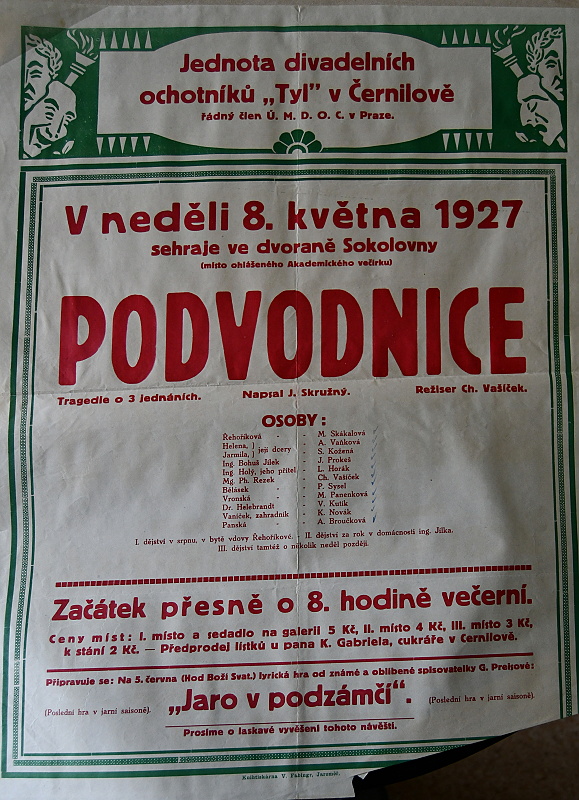 Jednota divadelních
ochotníků „Tyl” v Černilově
řádný člen Ú. M. D. O. C. v Praze.
V neděli 8. května 1927
sehraje ve dvoraně Sokolovny
(místo ohlášeného Akademického večírku)
PODVODNICE
Tragedie o 3 jednáních. Napsal J. Skružný. Režiser Ch. Vašíček.
OSOBY:
Řehoříková - - M. Skákalová
Helena, } její dcery - A. Vaňková
Jarmila, } - S. Kožená
Ing. Bohuš Jílek - J. Prokeš
Ing. Holý, jeho přítel - L. Horák
Mg. Ph. Rezek - Ch. Vašíček
Bělásek - - P. Sysel
Vronská - - M. Panenková
Dr. Helebrandt - V. Kutík
Vaníček, zahradník - K. Novák
Panská - - A. Broučková
I. dějství v srpnu, v bytě vdovy Řehoříkové. - II. dějství za rok v domácnosti ing. Jílka.
III. dějství tamtéž o několik neděl později.
Začátek přesně o 8. hodině večerní.
Ceny míst: I. místo a sedadlo na galerii 5 Kč, II. místo 4 Kč, III. místo 3 Kč,
k stání 2 Kč. — Předprodej lístků u pana K. Gabriela, cukráře v Černilově.
Připravuje se: Na 5. června (Hod Boží Svat.) lyrická hra od známé a oblíbené spisovatelky G. Preisové:
(Poslední hra v jarní saisoně). „Jaro v podzámčí“. (Poslední hra v jarní saisoně).
Prosíme o laskavé vyvěšení tohoto návěští.
Knihtiskárna V. Fabingr, Jaroměř.